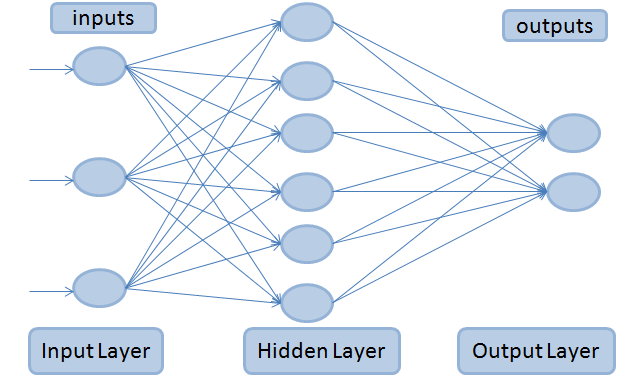 inputs
outputs
Input Layer
Hidden Layer
Output Layer